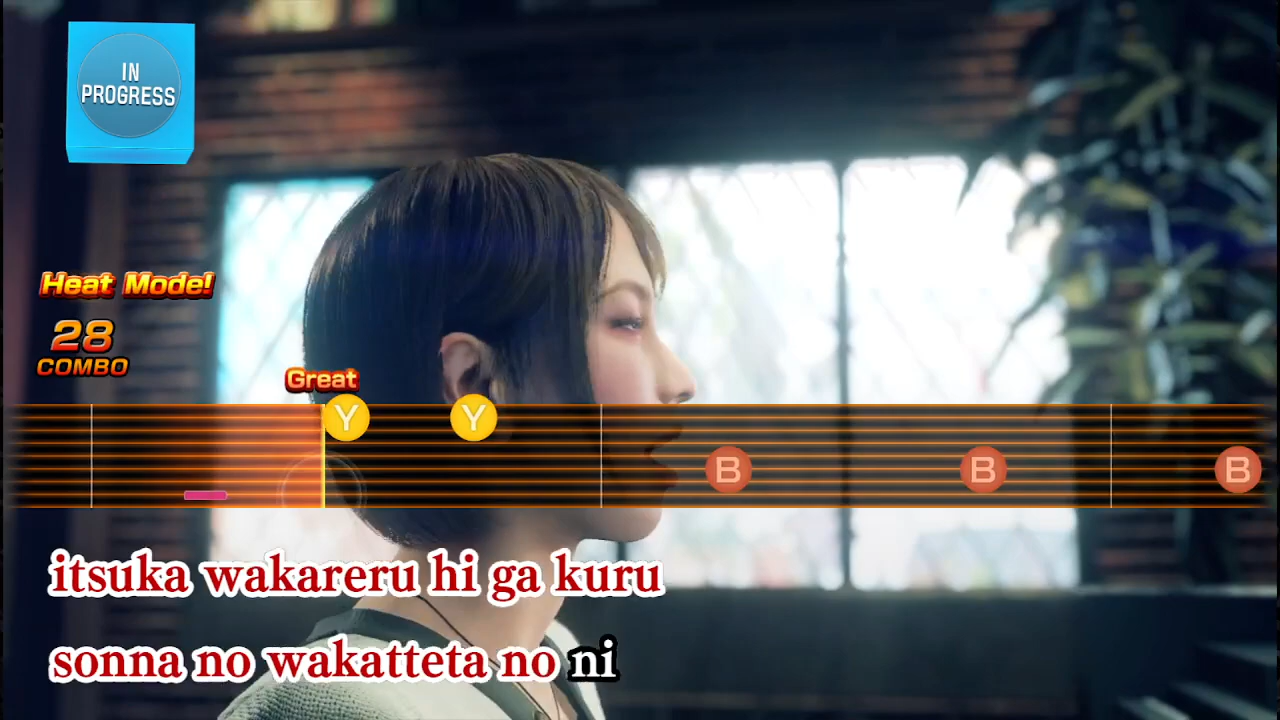 IN
PROGRESS
Heat Mode!
28
COMBO
Great
Y Y
B B B
itsuka wakareru hi ga kuru
sonna no wakatteta no ni